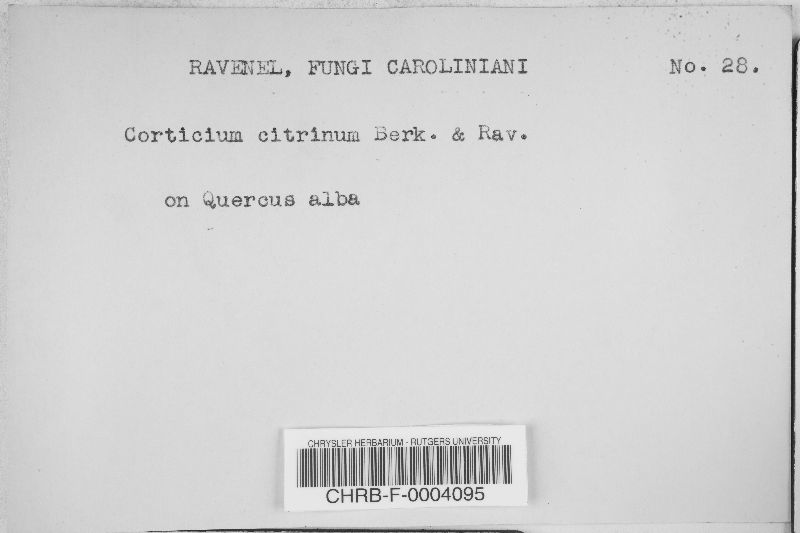 RAVENEL, FUNGI CAROLINIANI No. 28.
Corticium citrinum Berk. & Rav.
on Quercus alba
CHRYSLER HERBARIUM - RUTGERS UNIVERSITY
CHRB-F-0004095